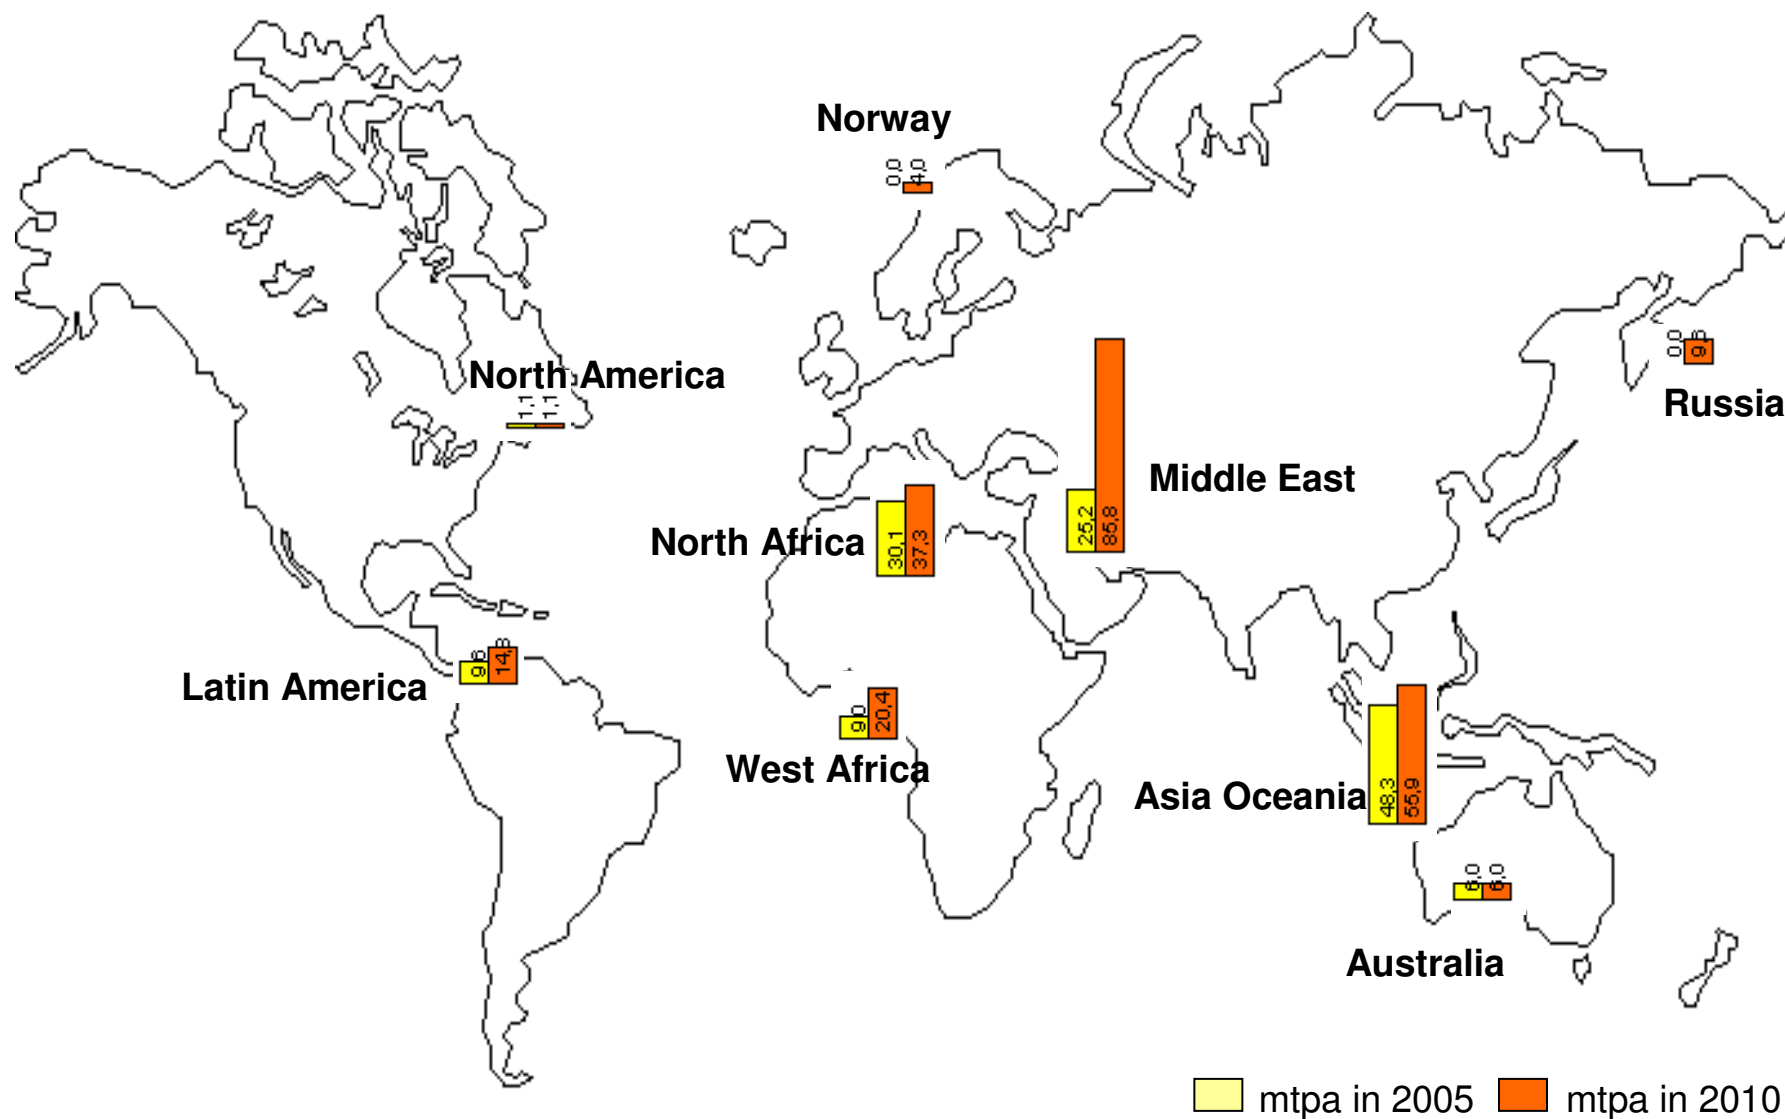 Norway
0,0
4,0
North America
1,1
1,1
0,0
9,6
Russia
Middle East
25,2
85,8
North Africa
30,1
37,3
9,6
14,8
Latin America
9,0
20,4
West Africa
Asia Oceania
48,3
55,9
6,0
6,0
Australia
mtpa in 2005
mtpa in 2010